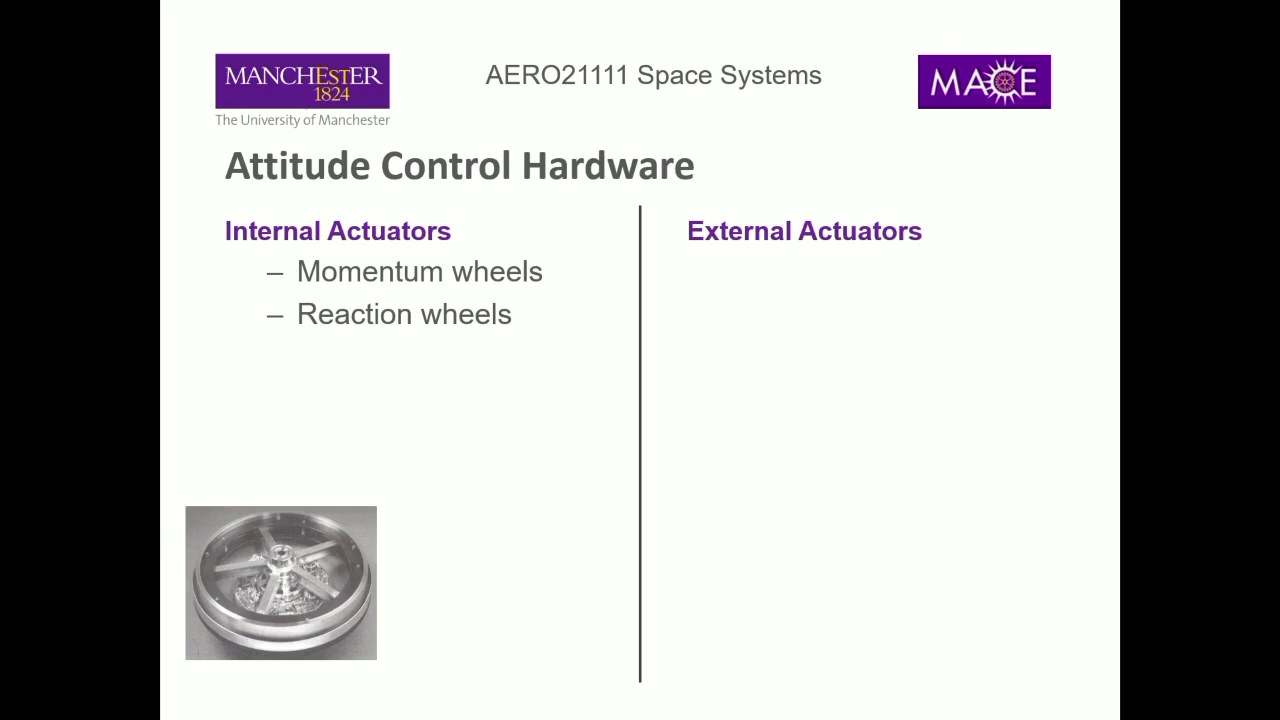 MANCHESTER
1824
The University of Manchester
AERO21111 Space Systems
MACE
Attitude Control Hardware
Internal Actuators
– Momentum wheels
– Reaction wheels
External Actuators